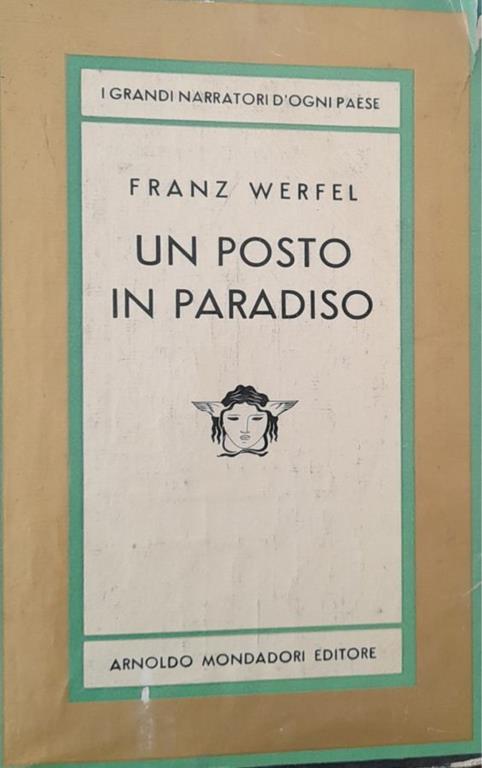 I GRANDI NARRATORI D'OGNI PAESE
FRANZ WERFEL
UN POSTO
IN PARADISO
ARNOLDO MONDADORI EDITORE